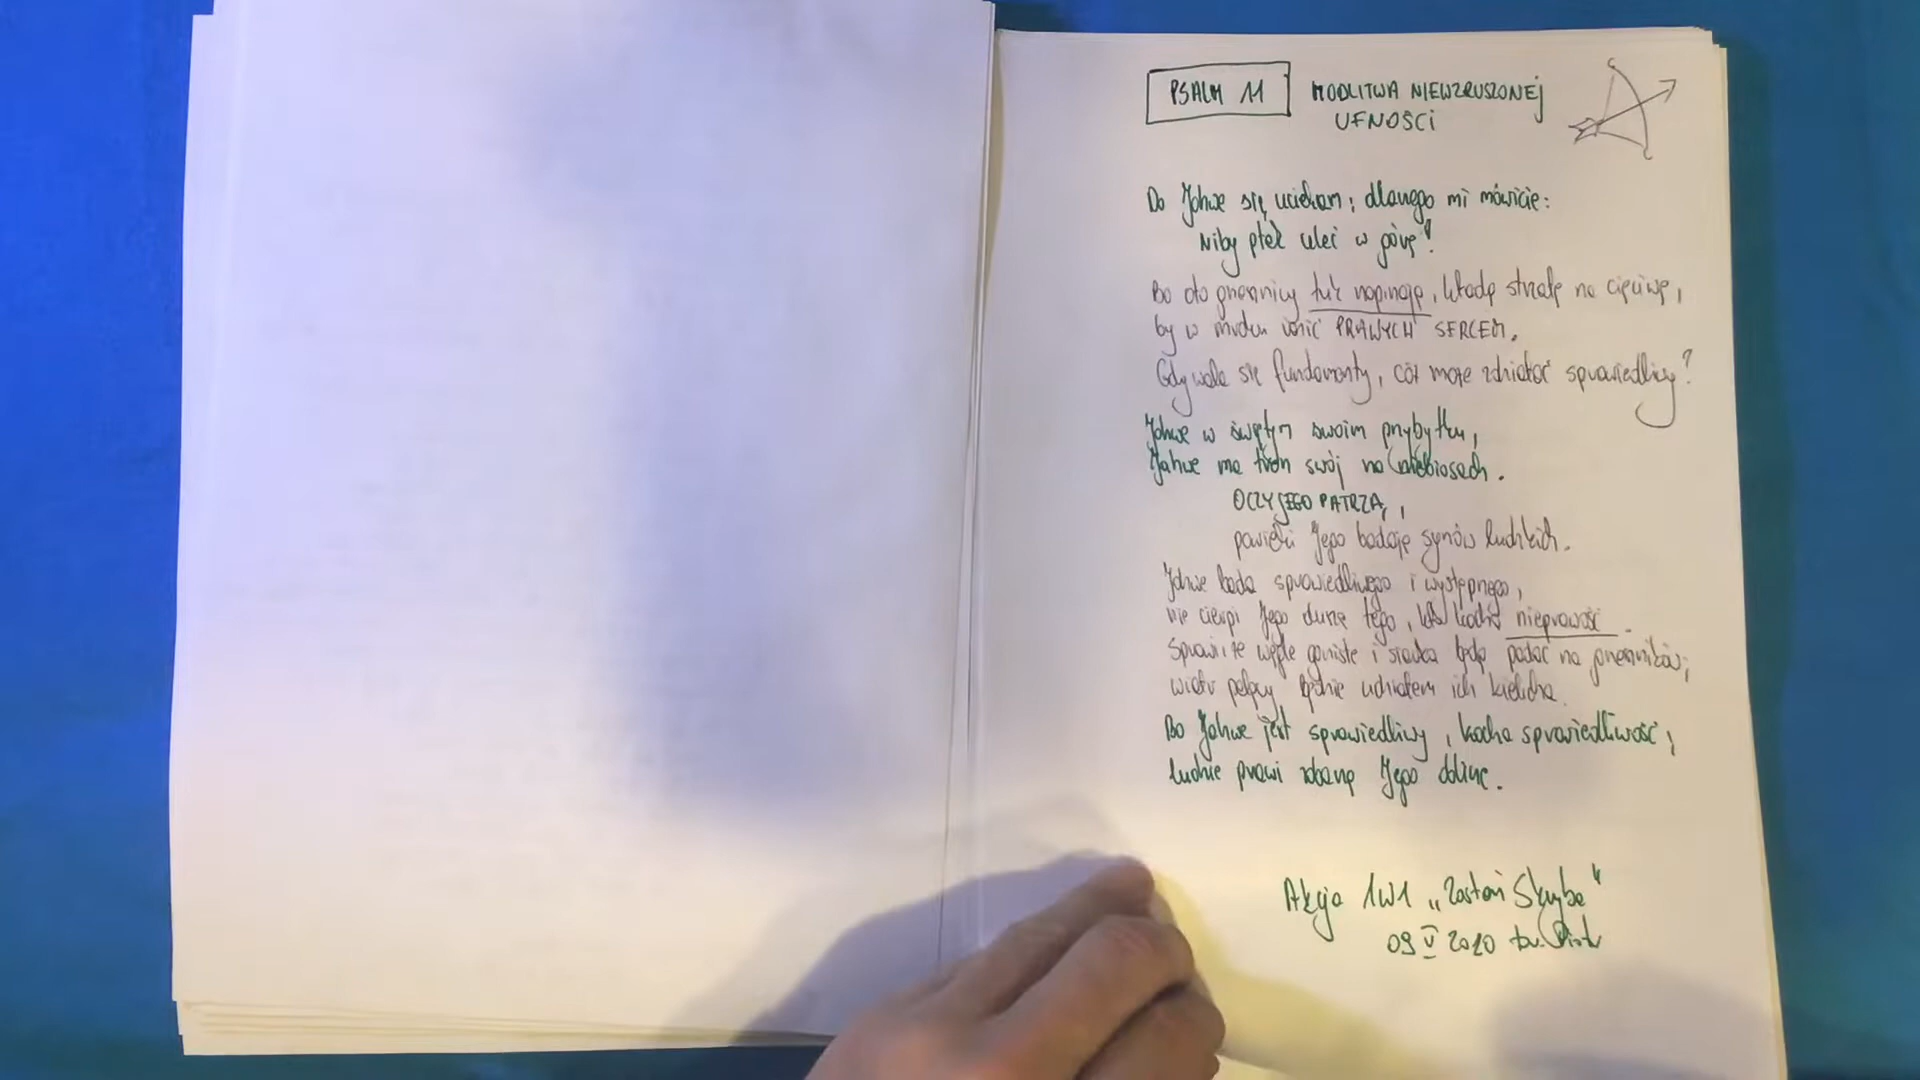 PSALM 11 MODLITWA NIEWZRUSZONEJ
UFNOŚCI
Do Jahwe się uciekam; dlaczego mi mówicie:
Niby ptak uleć w górę?
Bo oto grzesznicy łuk napinają, kładą strzałę na cięciwę,
by w mroku razić PRAWYCH SERCEM.
Gdy walą się fundamenty, cóż może zdziałać sprawiedliwy?
Jahwe w świętym swoim przybytku,
Jahwe ma tron swój na niebiosach.
OCZY JEGO PATRZĄ,
powieki Jego badają synów ludzkich.
Jahwe bada sprawiedliwego i występnego,
nie cierpi Jego dusza tego, kto kocha nieprawość.
Sprawi, że węgle ogniste i siarka będą padać na grzeszników;
wiatr palący będzie udziałem ich kielicha.
Bo Jahwe jest sprawiedliwy, kocha sprawiedliwość;
ludzie prawi zobaczą Jego oblicze.
Akcja 1W1 „Zostań Skrybą"
09 V 2020